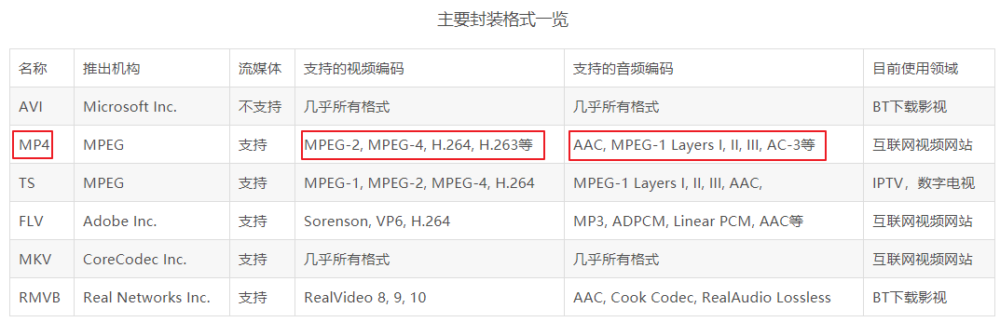 主要封装格式一览
名称 推出机构 流媒体 支持的视频编码 支持的音频编码 目前使用领域
AVI Microsoft Inc. 不支持 几乎所有格式 几乎所有格式 BT下载影视
MP4 MPEG 支持 MPEG-2, MPEG-4, H.264, H.263等 AAC, MPEG-1 Layers I, II, III, AC-3等 互联网视频网站
TS MPEG 支持 MPEG-1, MPEG-2, MPEG-4, H.264 MPEG-1 Layers I, II, III, AAC, IPTV，数字电视
FLV Adobe Inc. 支持 Sorenson, VP6, H.264 MP3, ADPCM, Linear PCM, AAC等 互联网视频网站
MKV CoreCodec Inc. 支持 几乎所有格式 几乎所有格式 互联网视频网站
RMVB Real Networks Inc. 支持 RealVideo 8, 9, 10 AAC, Cook Codec, RealAudio Lossless BT下载影视